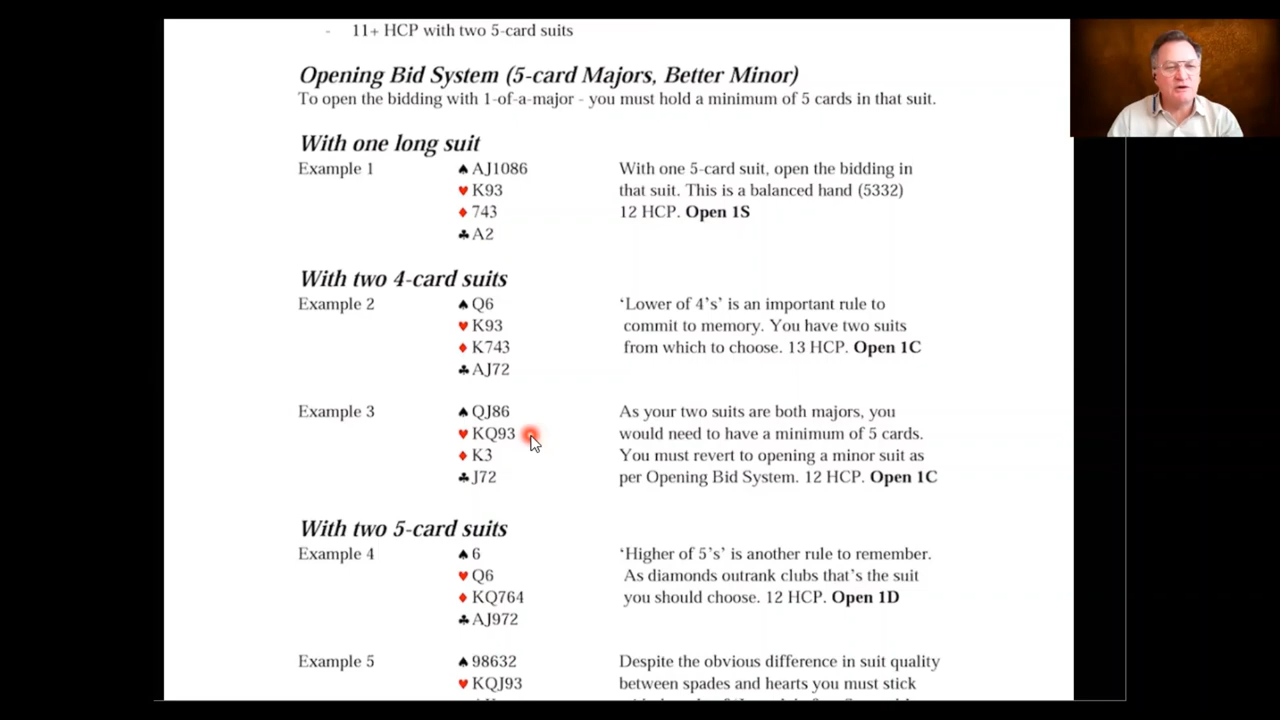 - 11+ HCP with two 5-card suits
Opening Bid System (5-card Majors, Better Minor)
To open the bidding with 1-of-a-major - you must hold a minimum of 5 cards in that suit.
With one long suit
Example 1 ♠ AJ1086 With one 5-card suit, open the bidding in
♥ K93 that suit. This is a balanced hand (5332)
♦ 743 12 HCP. Open 1S
♣ A2
With two 4-card suits
Example 2 ♠ Q6 ‘Lower of 4’s’ is an important rule to
♥ K93 commit to memory. You have two suits
♦ K743 from which to choose. 13 HCP. Open 1C
♣ AJ72
Example 3 ♠ QJ86 As your two suits are both majors, you
♥ KQ93 would need to have a minimum of 5 cards.
♦ K3 You must revert to opening a minor suit as
♣ J72 per Opening Bid System. 12 HCP. Open 1C
With two 5-card suits
Example 4 ♠ 6 ‘Higher of 5’s’ is another rule to remember.
♥ Q6 As diamonds outrank clubs that’s the suit
♦ KQ764 you should choose. 12 HCP. Open 1D
♣ AJ972
Example 5 ♠ 98632 Despite the obvious difference in suit quality
♥ KQJ93 between spades and hearts you must stick